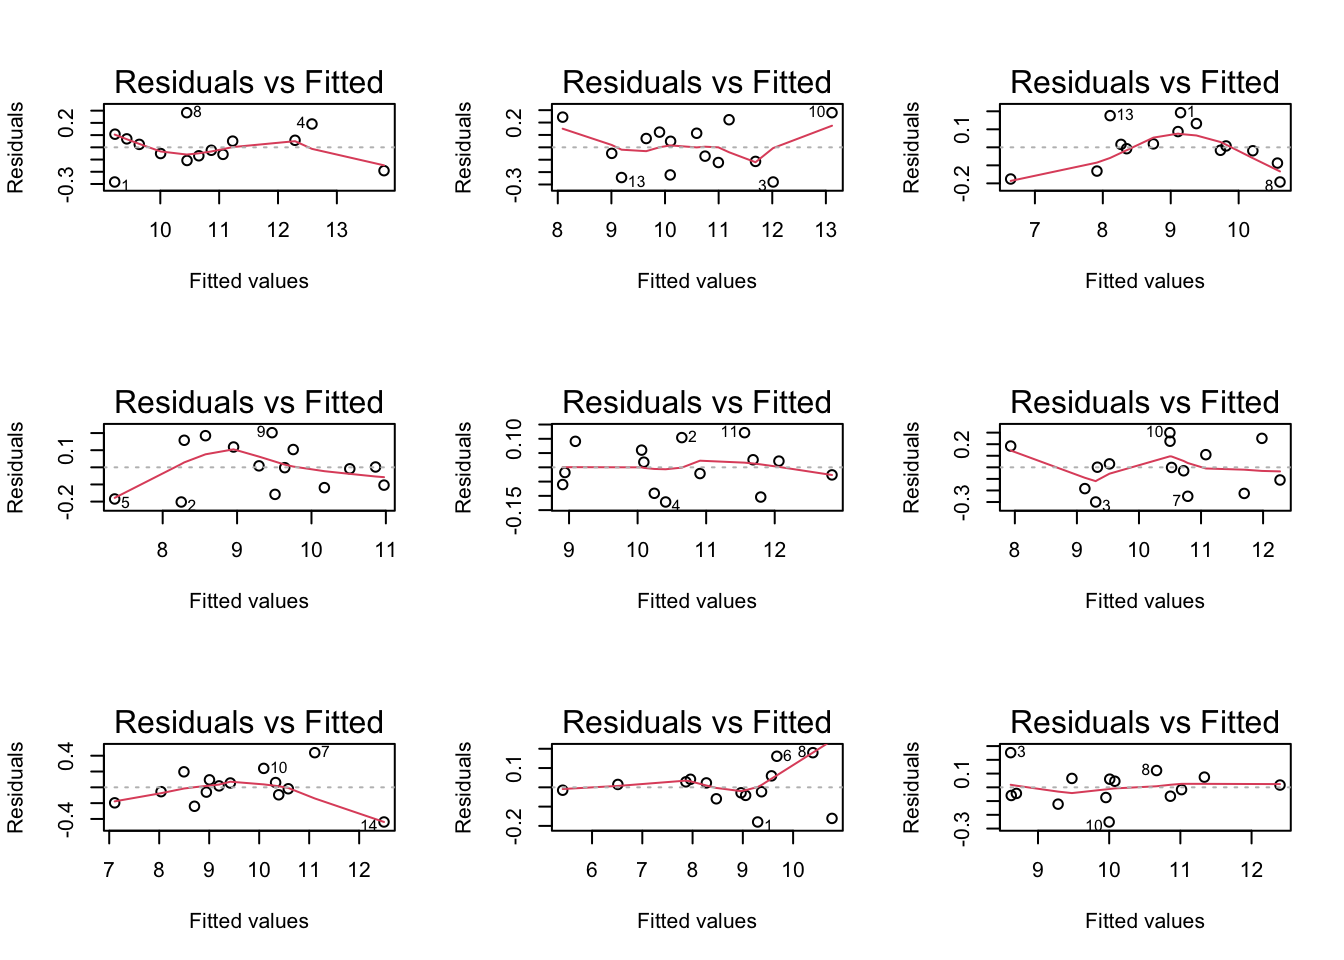 Residuals vs Fitted
Residuals
0.2
-0.3
8
4
1
10 11 12 13
Fitted values
Residuals vs Fitted
Residuals
0.2
-0.3
10
13
3
8 9 10 11 12 13
Fitted values
Residuals vs Fitted
Residuals
0.1
-0.2
13
1
8
7 8 9 10
Fitted values
Residuals vs Fitted
Residuals
0.1
-0.2
9
5
2
8 9 10 11
Fitted values
Residuals vs Fitted
Residuals
0.10
-0.15
2
11
4
9 10 11 12
Fitted values
Residuals vs Fitted
Residuals
0.2
-0.3
10
3
7
8 9 10 11 12
Fitted values
Residuals vs Fitted
Residuals
0.4
-0.4
7
10
14
7 8 9 10 11 12
Fitted values
Residuals vs Fitted
Residuals
0.1
-0.2
6
8
1
6 7 8 9 10
Fitted values
Residuals vs Fitted
Residuals
0.1
-0.3
3
8
10
9 10 11 12
Fitted values